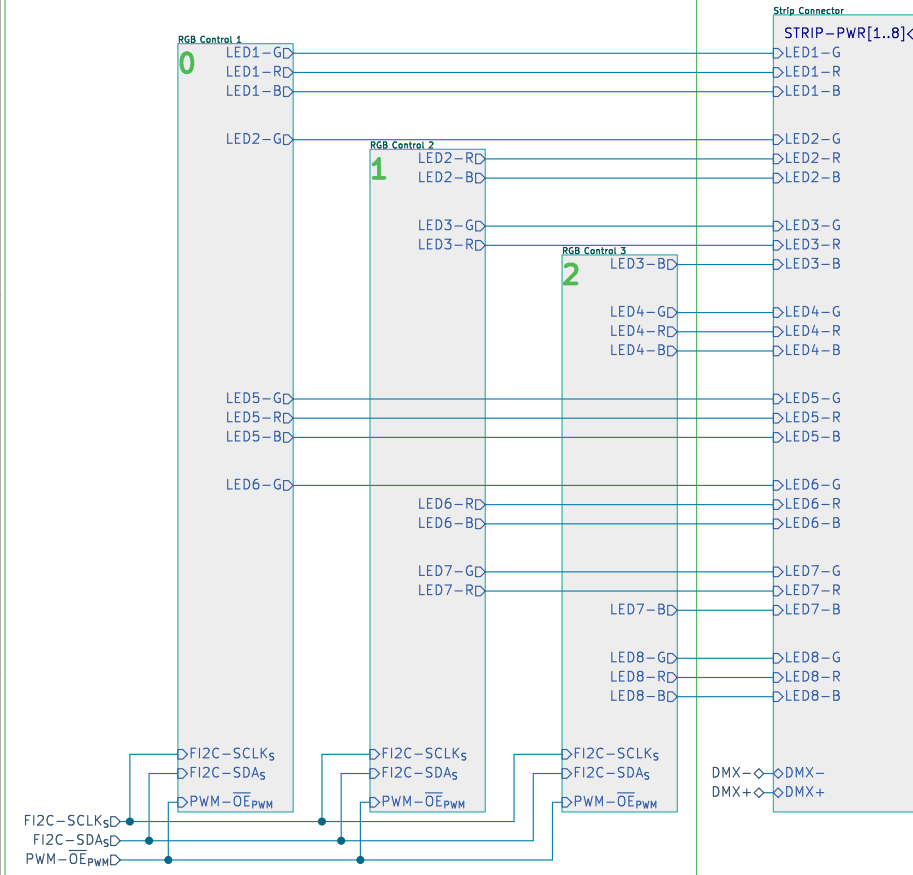 Strip Connector
STRIP-PWR[1..8]
RGB Control 1
0
LED1-G
LED1-G
LED1-R
LED1-R
LED1-B
LED1-B
LED2-G
LED2-G
RGB Control 2
1
LED2-R
LED2-R
LED2-B
LED2-B
LED3-G
LED3-G
LED3-R
LED3-R
RGB Control 3
2
LED3-B
LED3-B
LED4-G
LED4-G
LED4-R
LED4-R
LED4-B
LED4-B
LED5-G
LED5-G
LED5-R
LED5-R
LED5-B
LED5-B
LED6-G
LED6-G
LED6-R
LED6-R
LED6-B
LED6-B
LED7-G
LED7-G
LED7-R
LED7-R
LED7-B
LED7-B
LED8-G
LED8-G
LED8-R
LED8-R
LED8-B
LED8-B
FI2C-SCLKS
FI2C-SCLKS
FI2C-SCLKS
FI2C-SDAS
FI2C-SDAS
FI2C-SDAS
DMX-
DMX-
PWM-OEPWM
PWM-OEPWM
PWM-OEPWM
DMX+
DMX+
FI2C-SCLKS
FI2C-SDAS
PWM-OEPWM